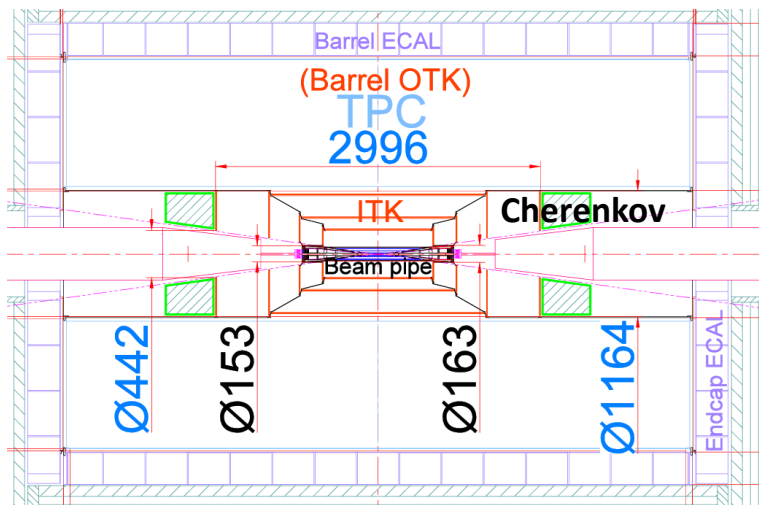 Barrel ECAL
(Barrel OTK)
TPC
2996
ITK
Cherenkov
Beam pipe
Ø442
Ø153
Ø163
Ø1164
Endcap ECAL